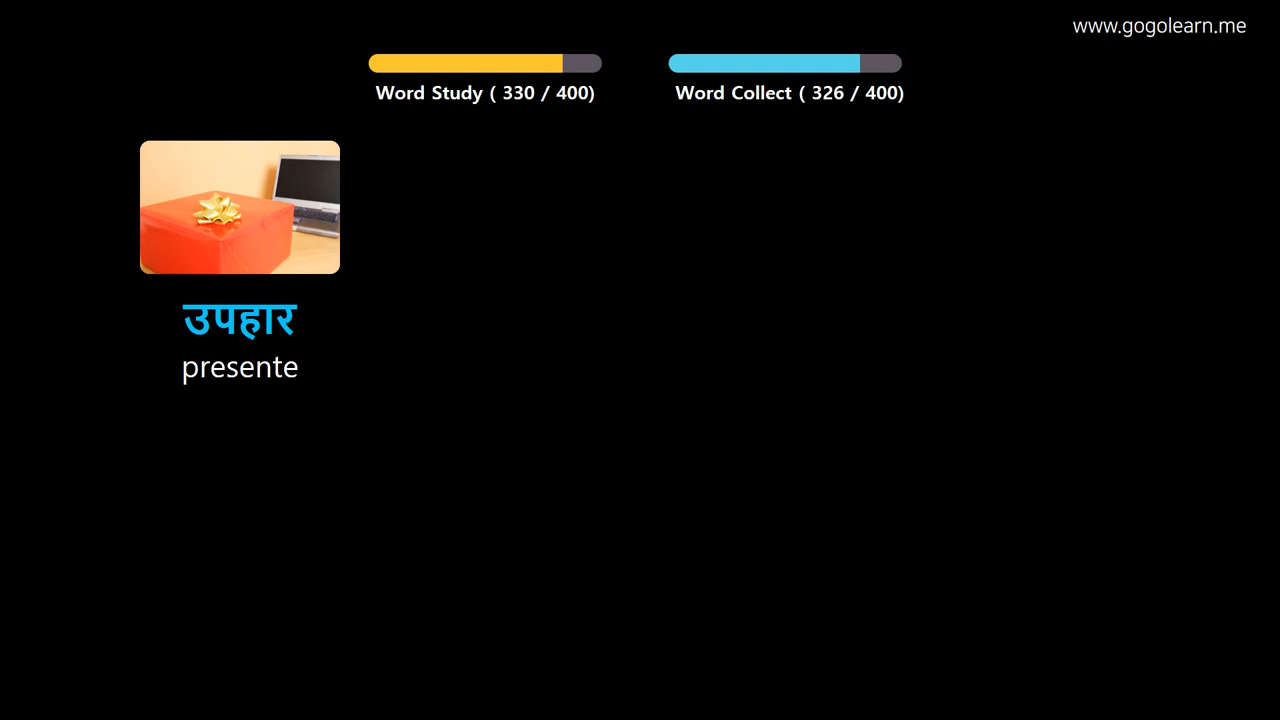 www.gogolearn.me
Word Study ( 330 / 400)
Word Collect ( 326 / 400)
उपहार
presente